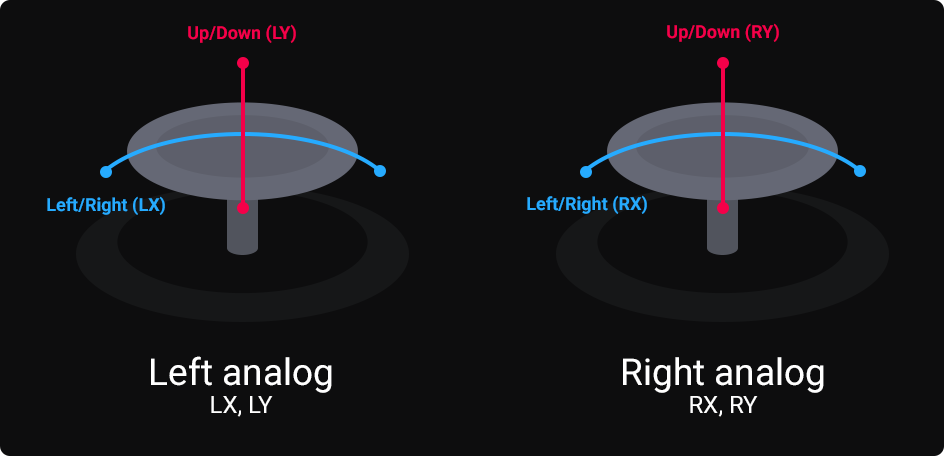 Up/Down (LY)
Left/Right (LX)
Left analog
LX, LY
Up/Down (RY)
Left/Right (RX)
Right analog
RX, RY